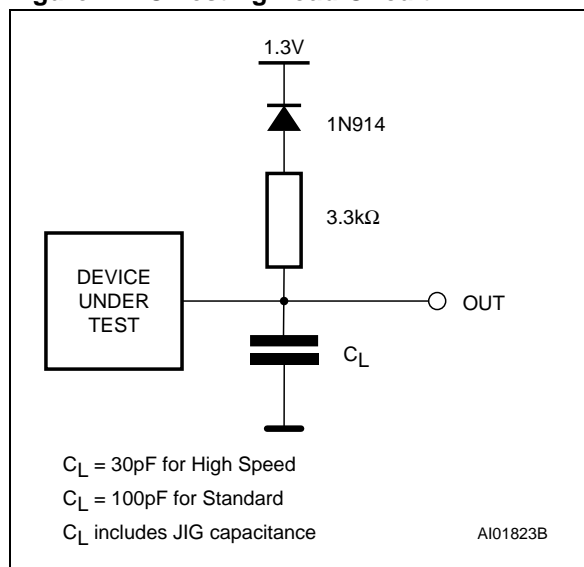 1.3V
1N914
3.3kΩ
DEVICE
UNDER
TEST
OUT
CL
CL = 30pF for High Speed
CL = 100pF for Standard
CL includes JIG capacitance
AI01823B